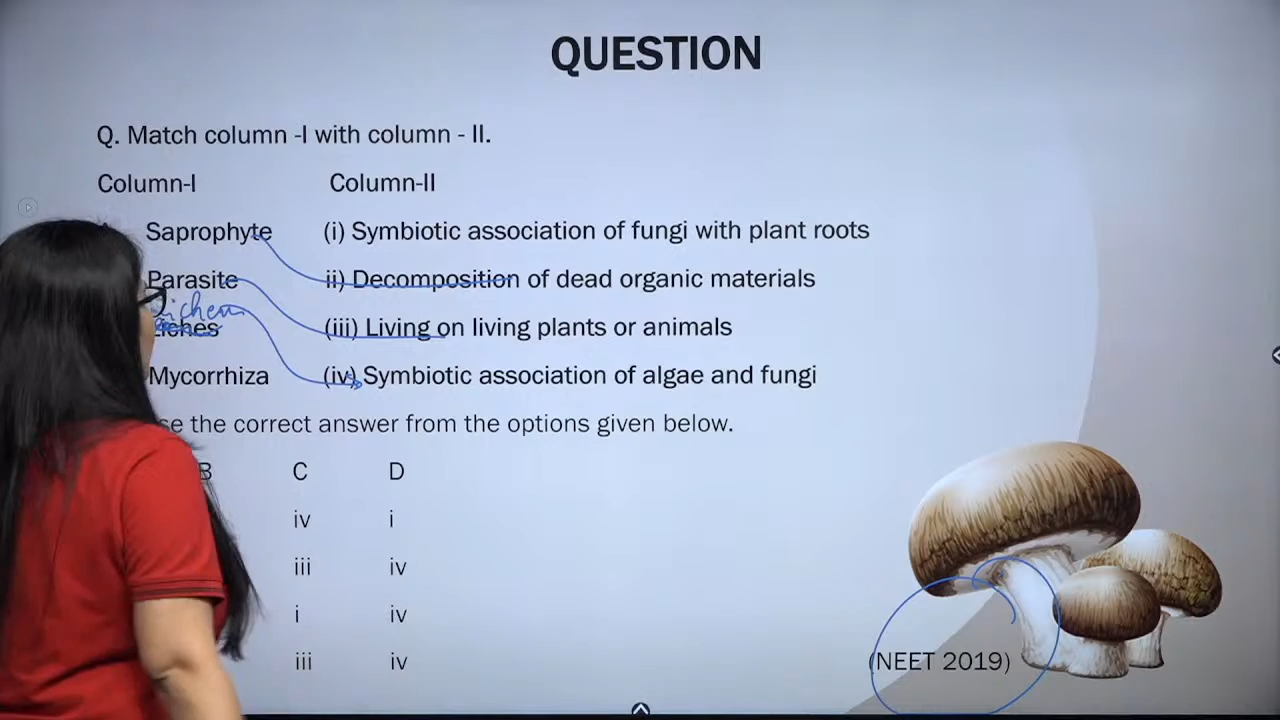 QUESTION
Q. Match column -I with column - II.
Column-I Column-II
Saprophyte (i) Symbiotic association of fungi with plant roots
Parasite ii) Decomposition of dead organic materials
Lichen
Liches (iii) Living on living plants or animals
Mycorrhiza (iv) Symbiotic association of algae and fungi
se the correct answer from the options given below.
B C D
iv i
iii iv
i iv
iii iv
(NEET 2019)